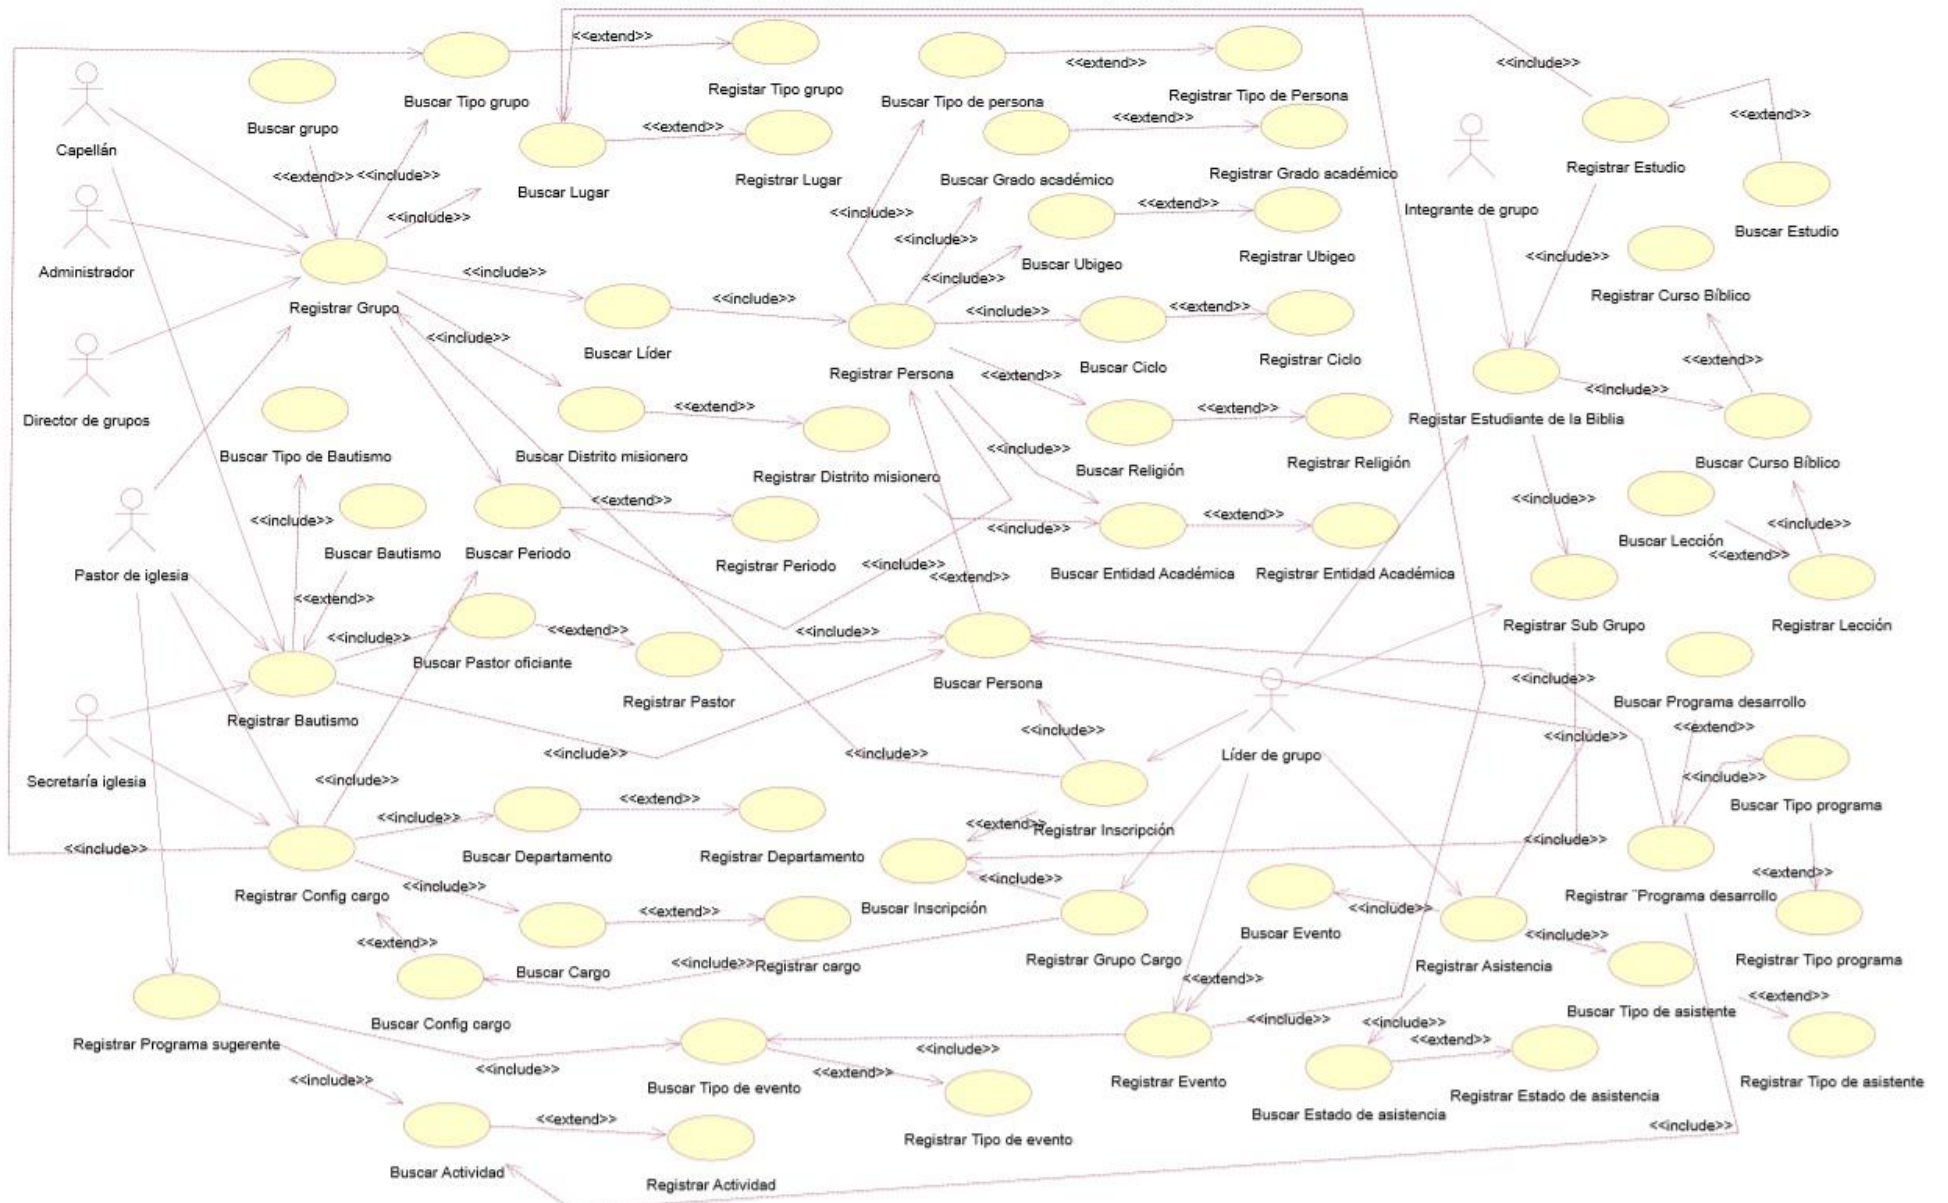 <<extend>>
<<include>>
<<extend>>
<<extend>>
Buscar Tipo grupo
Registar Tipo grupo
Buscar Tipo de persona
Registrar Tipo de Persona
<<extend>>
Buscar grupo
<<extend>>
<<extend>>
Capellán
<<extend>>
<<include>>
Buscar Lugar
Registrar Lugar
Buscar Grado académico
Registrar Grado académico
Registrar Estudio
<<include>>
<<include>>
<<extend>>
Integrante de grupo
Buscar Estudio
<<include>>
Administrador
<<include>>
<<include>>
Buscar Ubigeo
Registrar Ubigeo
<<include>>
Registrar Grupo
<<include>>
<<include>>
<<extend>>
Registrar Curso Bíblico
<<include>>
Buscar Líder
Registrar Persona
Buscar Ciclo
Registrar Ciclo
<<extend>>
<<extend>>
<<include>>
Director de grupos
<<extend>>
<<extend>>
Registar Estudiante de la Biblia
Buscar Tipo de Bautismo
Buscar Distrito misionero
Registrar Distrito misionero
<<include>>
Buscar Religión
Registrar Religión
Buscar Curso Bíblico
<<extend>>
<<include>>
<<include>>
<<extend>>
<<include>>
<<include>>
Buscar Bautismo
Buscar Periodo
Registrar Periodo
<<include>>
Buscar Entidad Académica
Registrar Entidad Académica
Buscar Lección
<<extend>>
Pastor de iglesia
<<extend>>
<<extend>>
<<include>>
<<extend>>
<<include>>
Registrar Sub Grupo
Registrar Lección
Buscar Pastor oficiante
Registrar Pastor
Buscar Persona
<<include>>
Buscar Programa desarrollo
Registrar Bautismo
<<include>>
<<include>>
<<include>>
<<extend>>
Secretaría iglesia
<<include>>
Líder de grupo
<<include>>
<<include>>
<<extend>>
Buscar Tipo programa
<<include>>
<<extend>>
Registrar Inscripción
<<include>>
<<include>>
Buscar Departamento
Registrar Departamento
<<extend>>
Registrar Config cargo
<<include>>
<<include>>
Buscar Inscripción
<<include>>
Registrar ¨Programa desarrollo
<<extend>>
<<extend>>
Buscar Evento
<<include>>
<<include>>
Buscar Cargo
Registrar cargo
Registrar Grupo Cargo
Registrar Asistencia
Registrar Tipo programa
<<extend>>
<<extend>>
Buscar Config cargo
<<include>>
<<include>>
Buscar Tipo de asistente
Registrar Programa sugerente
<<include>>
<<include>>
<<extend>>
<<include>>
Buscar Tipo de evento
<<extend>>
Registrar Evento
Registrar Estado de asistencia
Registrar Tipo de asistente
Buscar Estado de asistencia
<<extend>>
Registrar Tipo de evento
<<include>>
Buscar Actividad
Registrar Actividad